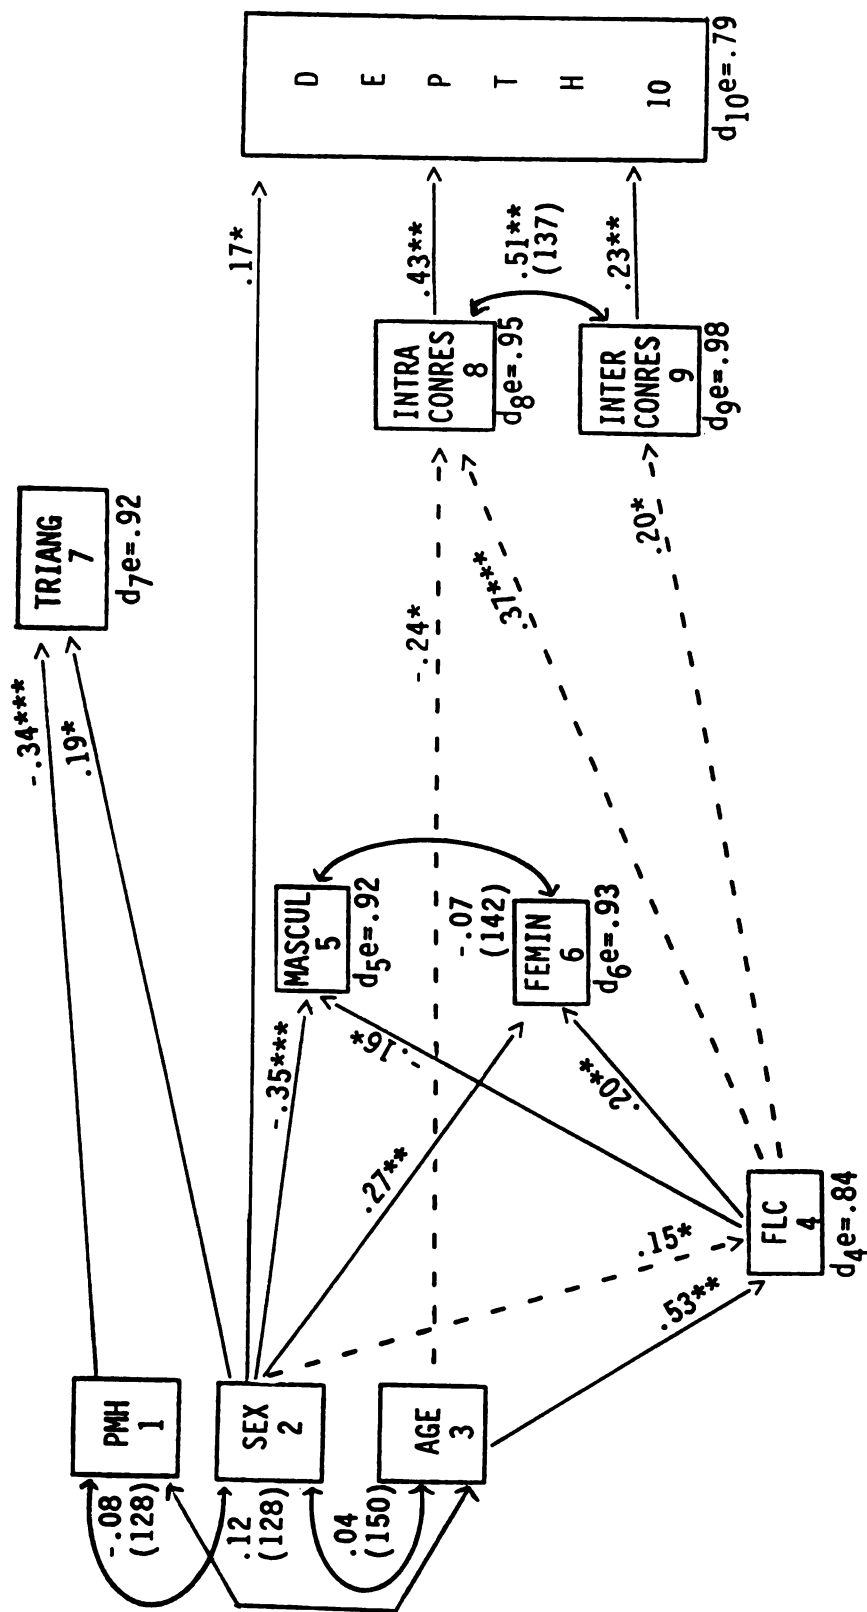 -.08
(128)
.12
(128)
.04
(150)
PMH
1
SEX
2
AGE
3
-.34***
.19*
.17*
-.35***
.27**
.15*
.53**
-.16*
.20**
-.24*
.37***
.20*
FLC
4
d4e=.84
MASCUL
5
d5e=.92
-.07
(142)
FEMIN
6
d6e=.93
TRIANG
7
d7e=.92
INTRA
CONRES
8
d8e=.95
.51**
(137)
INTER
CONRES
9
d9e=.98
.43**
.23**
D
E
P
T
H
10
d10e=.79